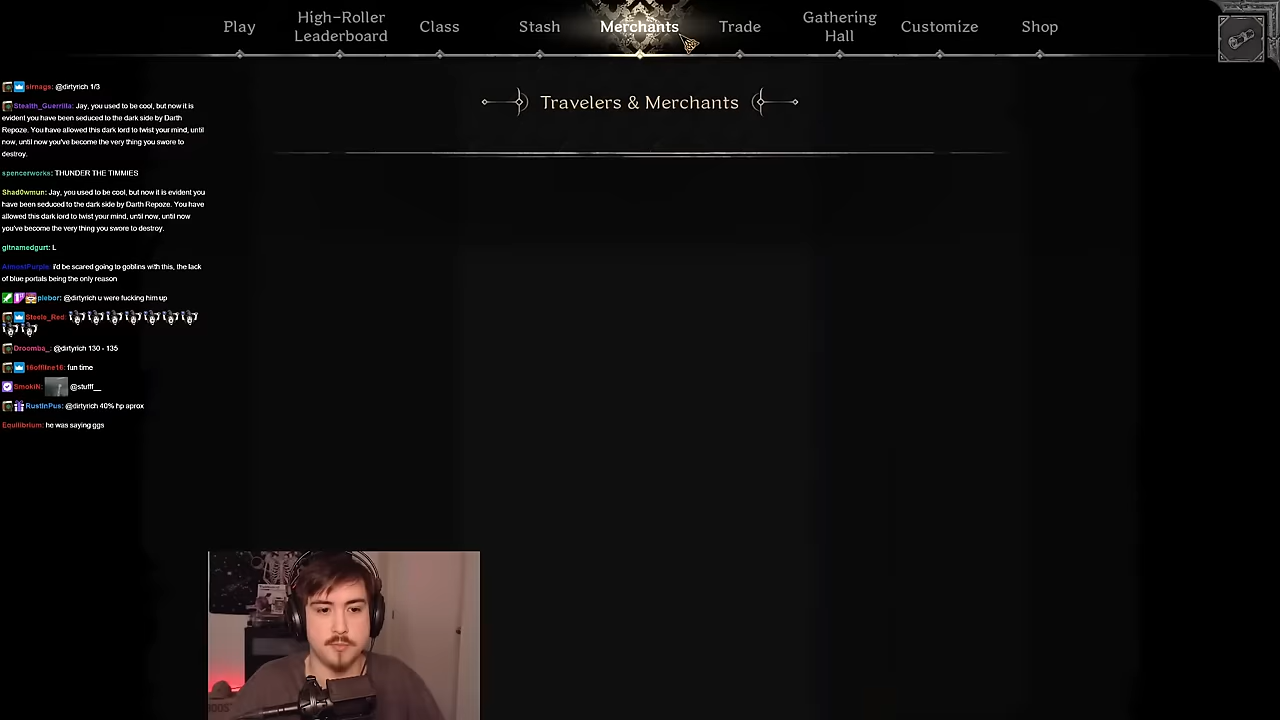 Play
High-Roller
Leaderboard
Class
Stash
Merchants
Trade
Gathering
Hall
Customize
Shop
Travelers & Merchants
sirnags: @dirtyrich 1/3
Stealth_Guerrilla: Jay, you used to be cool, but now it is
evident you have been seduced to the dark side by Darth
Repoze. You have allowed this dark lord to twist your mind, until
now, until now you've become the very thing you swore to
destroy.
spencerworks: THUNDER THE TIMMIES
Shad0wmun: Jay, you used to be cool, but now it is evident you
have been seduced to the dark side by Darth Repoze. You have
allowed this dark lord to twist your mind, until now, until now
you've become the very thing you swore to destroy.
gitnamedgurt: L
AlmostPurple: i'd be scared going to goblins with this, the lack
of blue portals being the only reason
plebor: @dirtyrich u were fucking him up
Steele_Red:
Droomba_: @dirtyrich 130 - 135
16offline16: fun time
SmokiN: @stufff__
RustInPus: @dirtyrich 40% hp aprox
Equilibrium: he was saying ggs